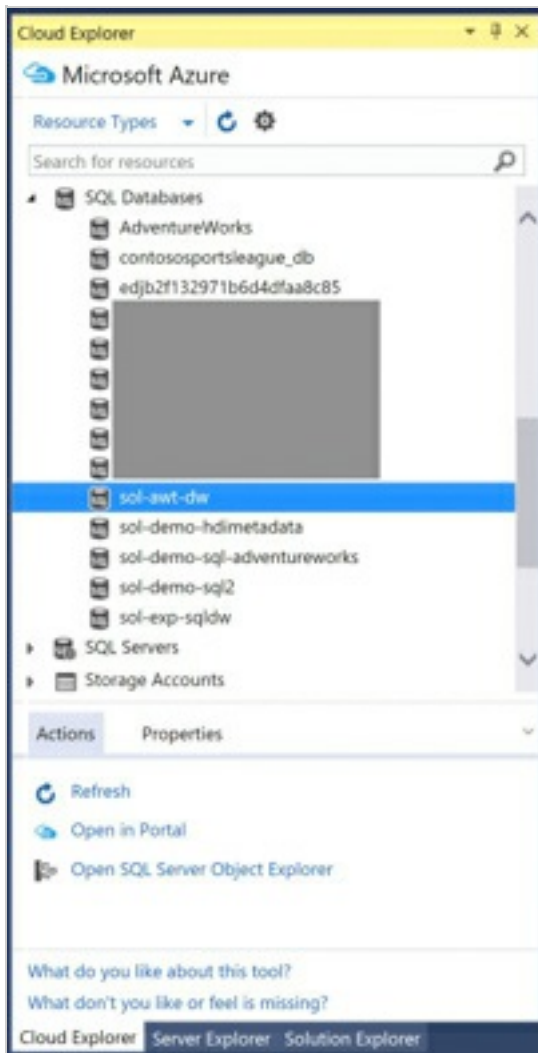 Cloud Explorer
Microsoft Azure
Resource Types
Search for resources
SQL Databases
AdventureWorks
contososportsleague_db
edjb2f132971b6d4dfaa8c85
sol-awt-dw
sol-demo-hdimetadata
sol-demo-sql-adventureworks
sol-demo-sql2
sol-exp-sqldw
SQL Servers
Storage Accounts
Actions Properties
Refresh
Open in Portal
Open SQL Server Object Explorer
What do you like about this tool?
What don't you like or feel is missing?
Cloud Explorer Server Explorer Solution Explorer